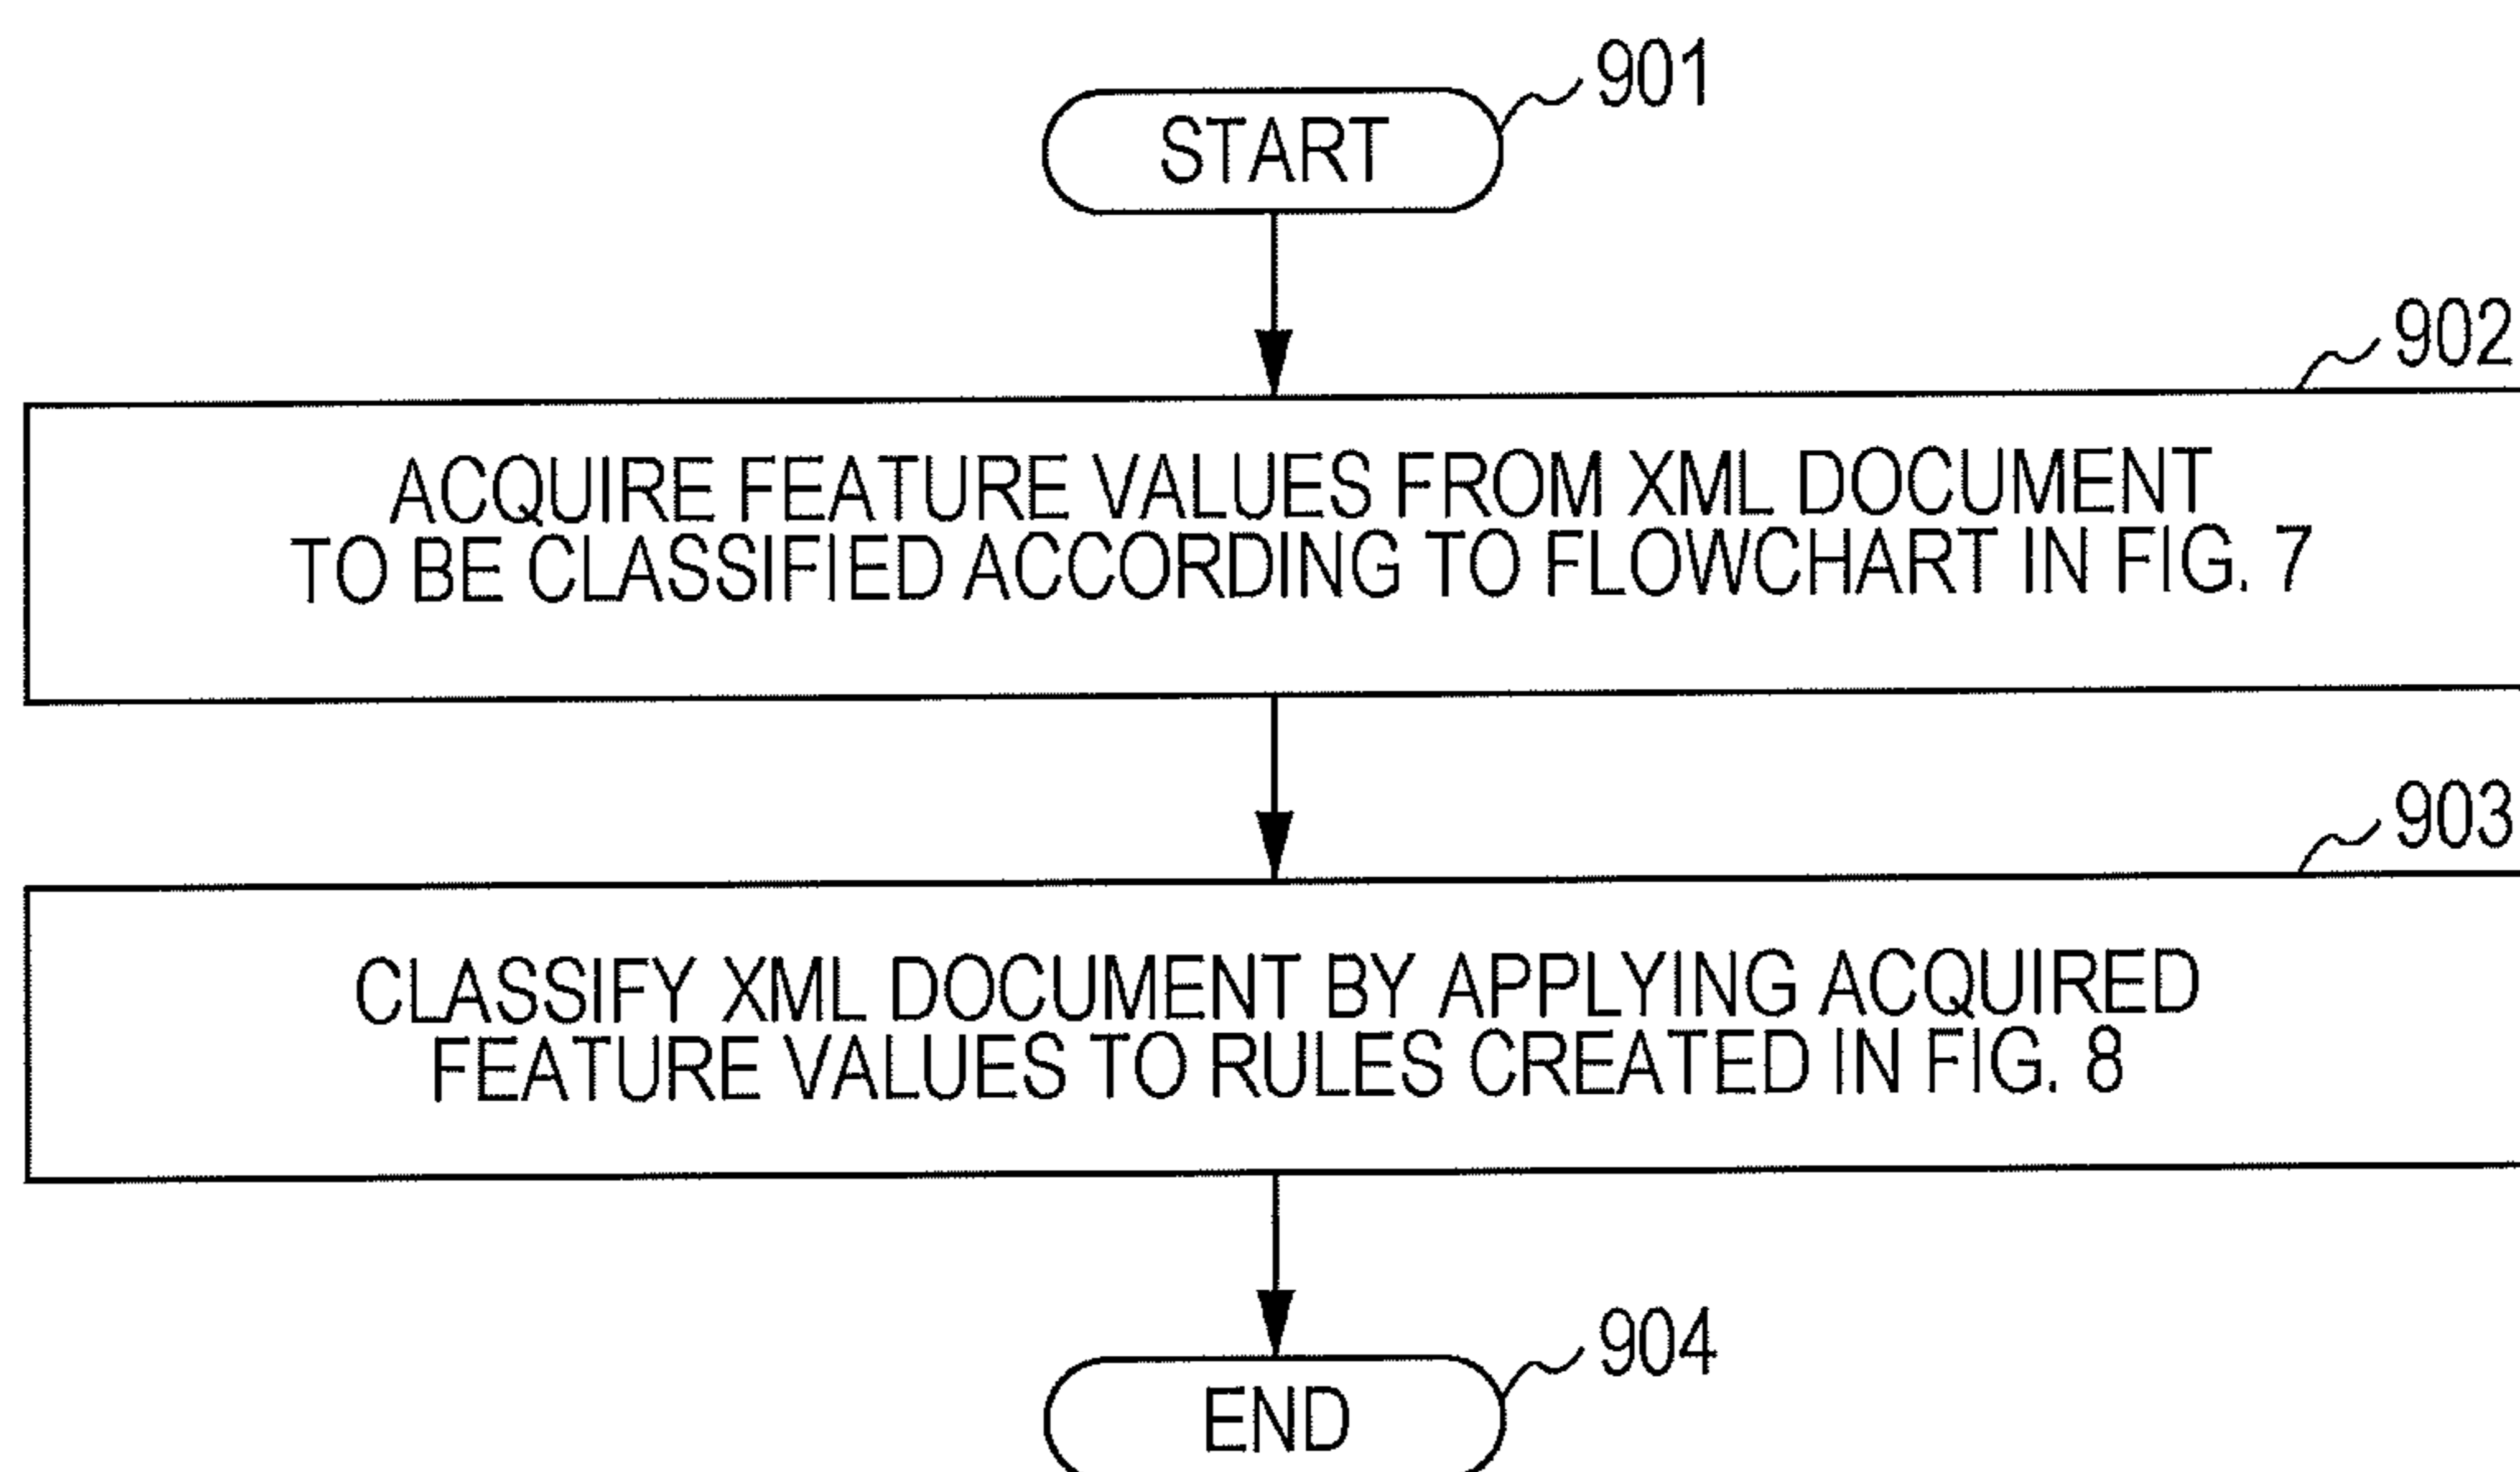 901
START
902
ACQUIRE FEATURE VALUES FROM XML DOCUMENT
TO BE CLASSIFIED ACCORDING TO FLOWCHART IN FIG. 7
903
CLASSIFY XML DOCUMENT BY APPLYING ACQUIRED
FEATURE VALUES TO RULES CREATED IN FIG. 8
904
END